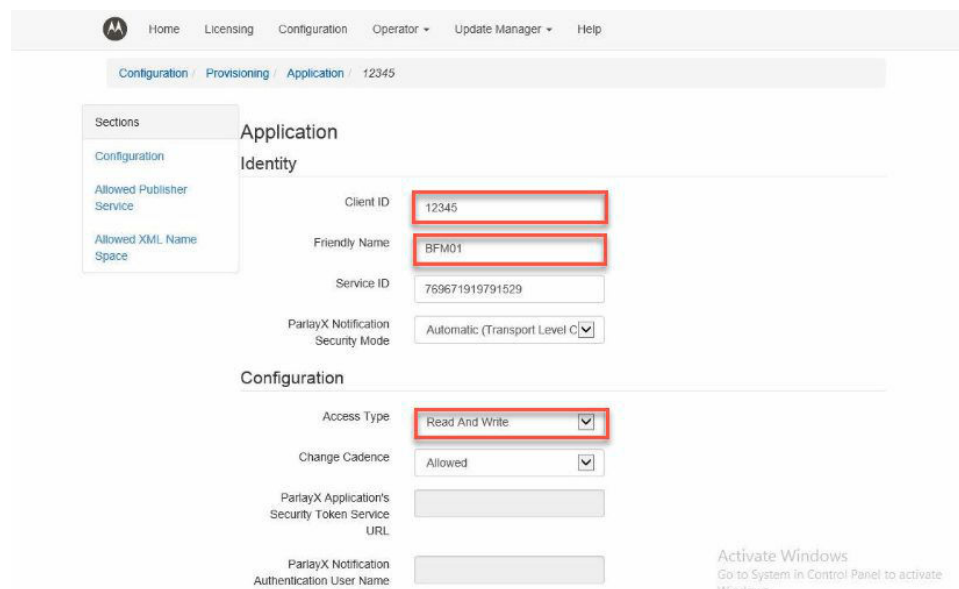 Home Licensing Configuration Operator Update Manager Help
Configuration / Provisioning / Application / 12345
Sections
Configuration
Allowed Publisher
Service
Allowed XML Name
Space
Application
Identity
Client ID 12345
Friendly Name BFM01
Service ID 769671919791529
ParlayX Notification
Security Mode
Automatic (Transport Level C
Configuration
Access Type Read And Write
Change Cadence Allowed
ParlayX Application's
Security Token Service
URL
ParlayX Notification
Authentication User Name
Activate Windows
Go to System in Control Panel to activate